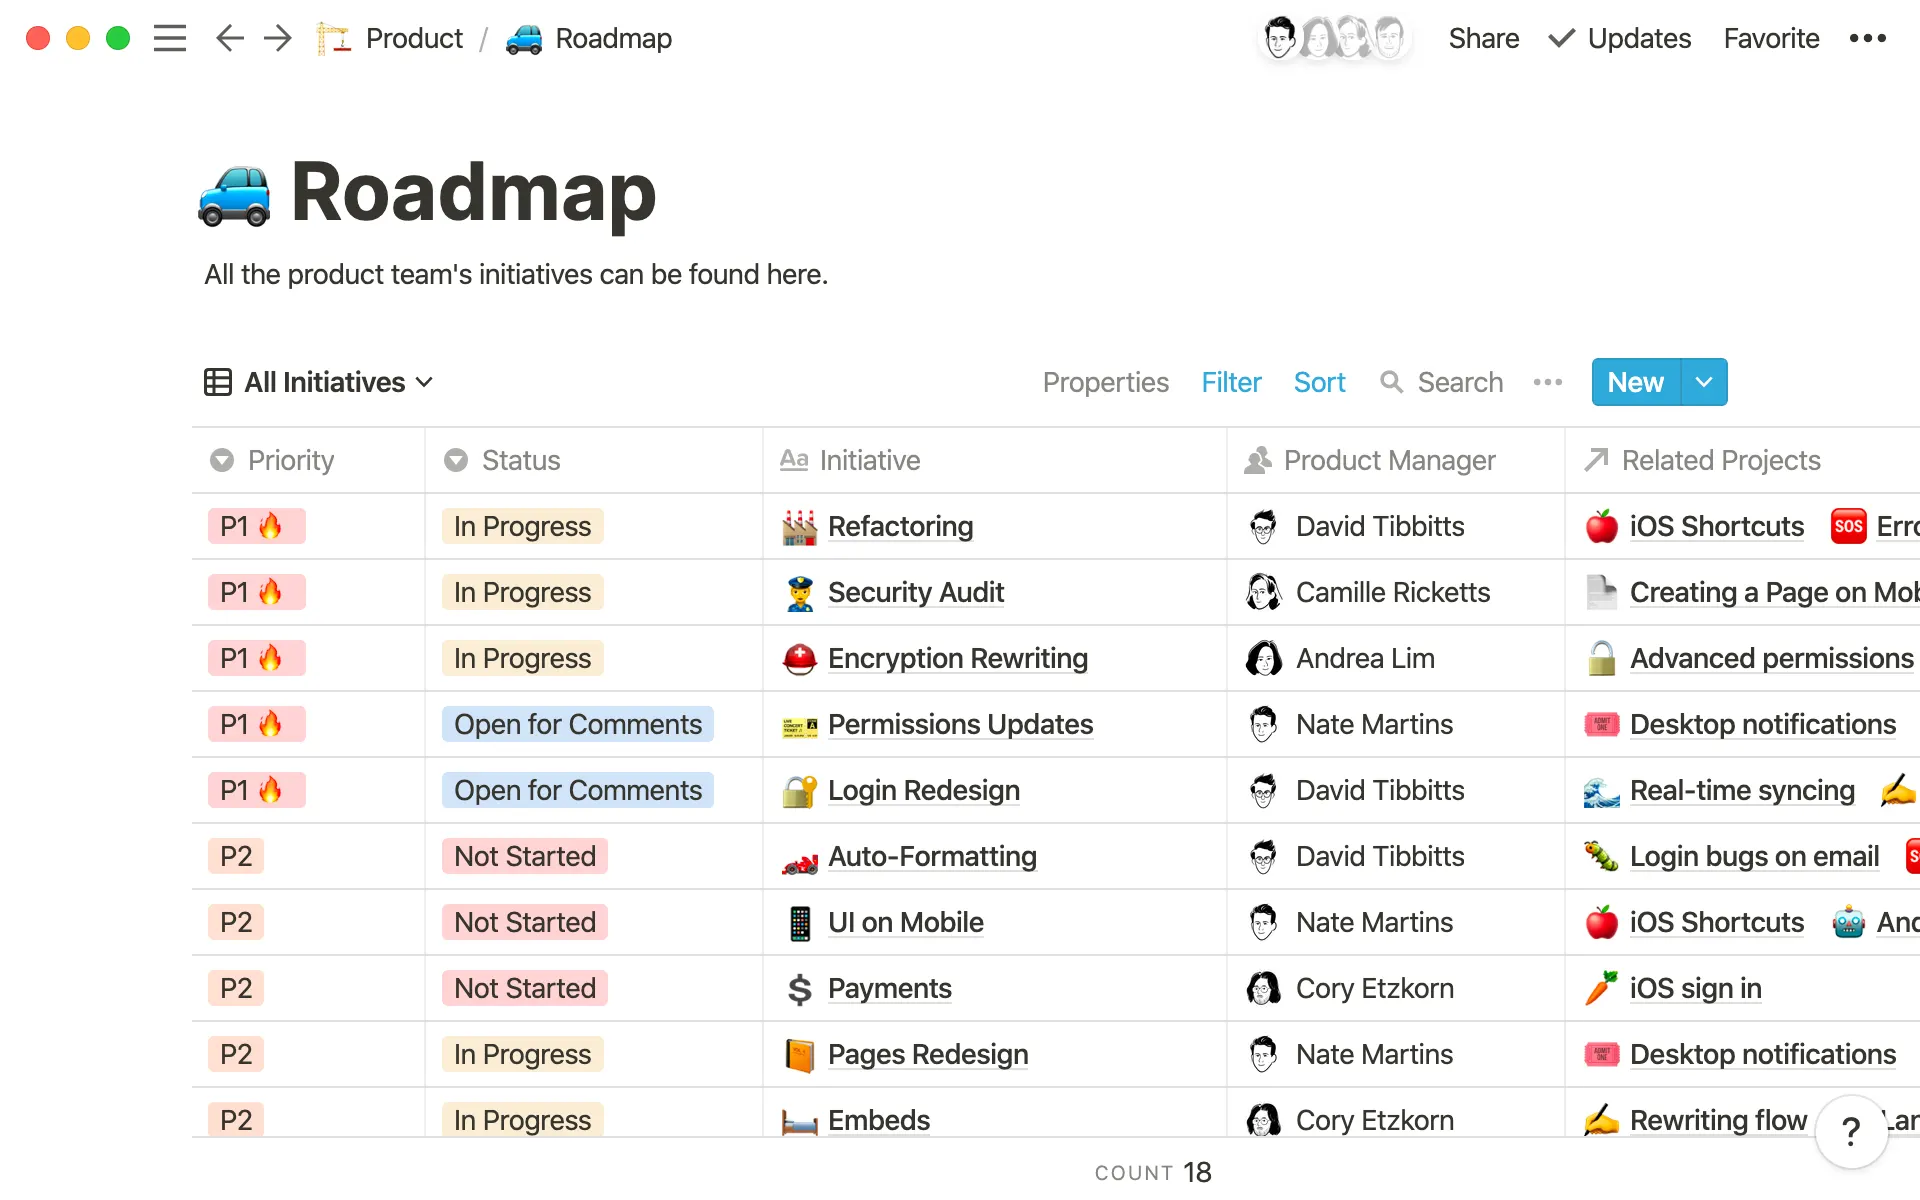 Product / Roadmap Share Updates Favorite
Roadmap
All the product team's initiatives can be found here.
All Initiatives Properties Filter Sort Search New
Priority Status Aa Initiative Product Manager Related Projects
P1 In Progress Refactoring David Tibbitts iOS Shortcuts SOS
P1 In Progress Security Audit Camille Ricketts Creating a Page on
P1 In Progress Encryption Rewriting Andrea Lim Advanced permissions
P1 Open for Comments Permissions Updates Nate Martins Desktop notifications
P1 Open for Comments Login Redesign David Tibbitts Real-time syncing
P2 Not Started Auto-Formatting David Tibbitts Login bugs on email
P2 Not Started UI on Mobile Nate Martins iOS Shortcuts
P2 Not Started Payments Cory Etzkorn iOS sign in
P2 In Progress Pages Redesign Nate Martins Desktop notifications
P2 In Progress Embeds Cory Etzkorn Rewriting flow
?
COUNT 18